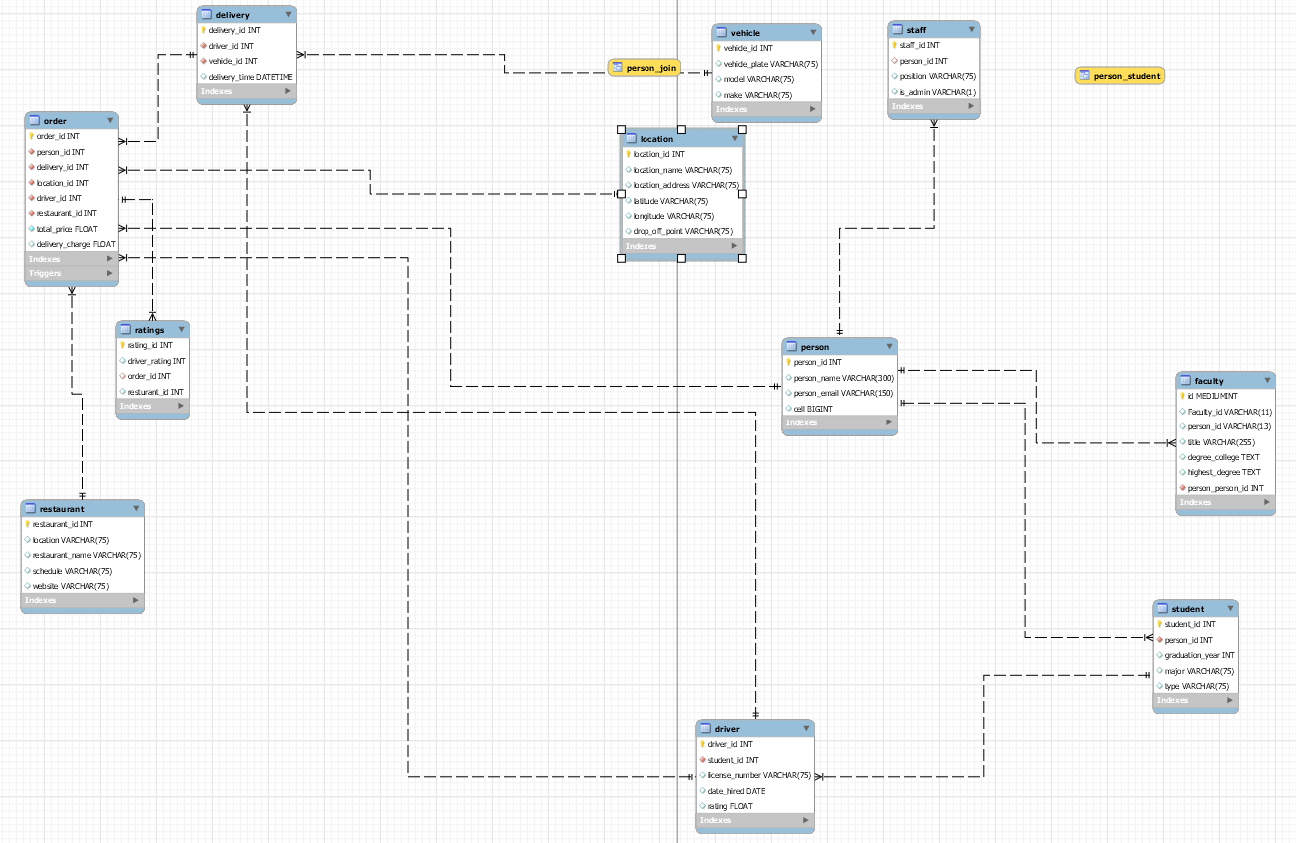 delivery
delivery_id INT
driver_id INT
vehicle_id INT
delivery_time DATETIME
Indexes
person_join
vehicle
vehicle_id INT
vehicle_plate VARCHAR(75)
model VARCHAR(75)
make VARCHAR(75)
Indexes
staff
staff_id INT
person_id INT
position VARCHAR(75)
is_admin VARCHAR(1)
Indexes
person_student
order
order_id INT
person_id INT
delivery_id INT
location_id INT
driver_id INT
restaurant_id INT
total_price FLOAT
delivery_charge FLOAT
Indexes
Triggers
location
location_id INT
location_name VARCHAR(75)
location_address VARCHAR(75)
latitude VARCHAR(75)
longitude VARCHAR(75)
drop_off_point VARCHAR(75)
Indexes
ratings
rating_id INT
driver_rating INT
order_id INT
resturant_id INT
Indexes
person
person_id INT
person_name VARCHAR(300)
person_email VARCHAR(150)
cell BIGINT
Indexes
faculty
id MEDIUMINT
Faculty_id VARCHAR(11)
person_id VARCHAR(13)
title VARCHAR(255)
degree_college TEXT
highest_degree TEXT
person_person_id INT
Indexes
restaurant
restaurant_id INT
location VARCHAR(75)
restaurant_name VARCHAR(75)
schedule VARCHAR(75)
website VARCHAR(75)
Indexes
student
student_id INT
person_id INT
graduation_year INT
major VARCHAR(75)
type VARCHAR(75)
Indexes
driver
driver_id INT
student_id INT
license_number VARCHAR(75)
date_hired DATE
rating FLOAT
Indexes